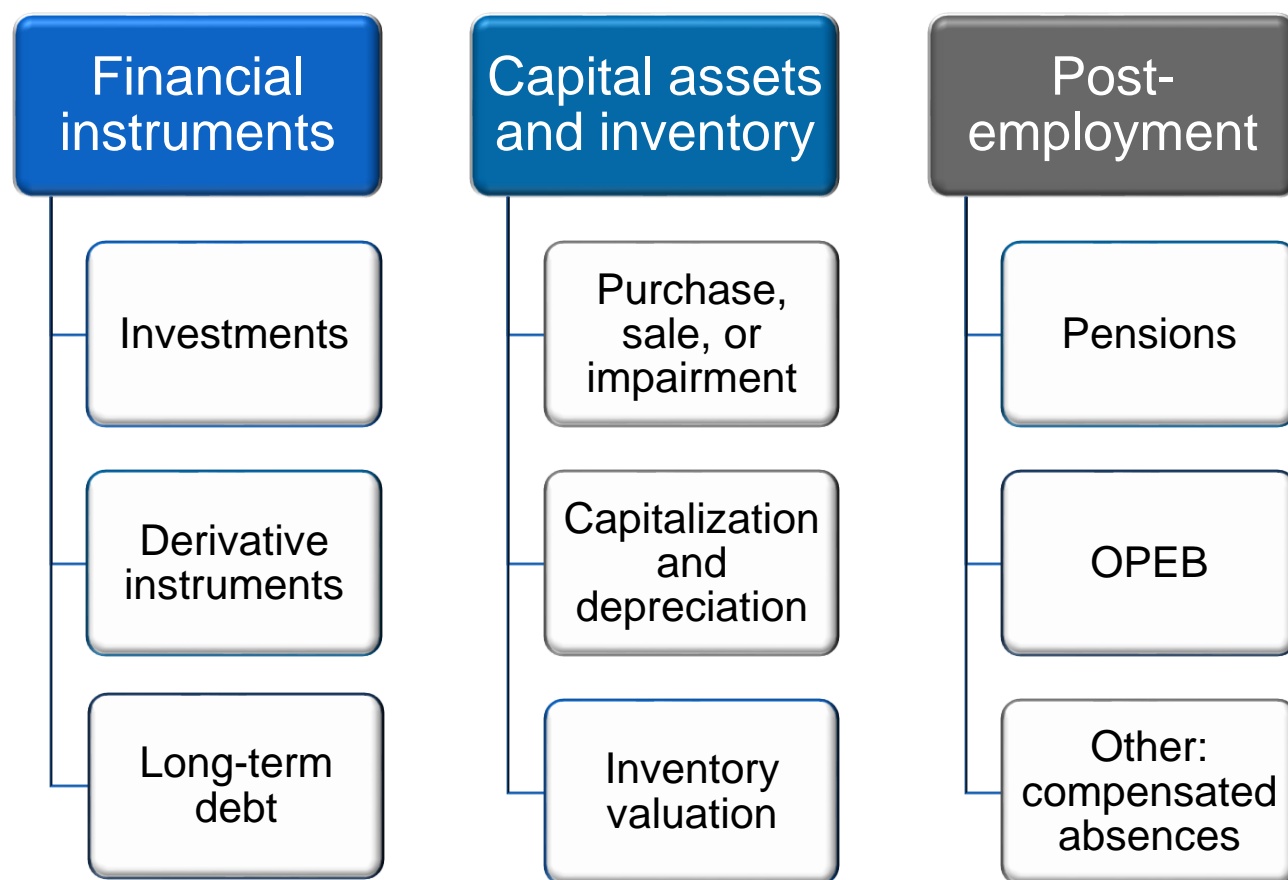 Financial
instruments
Investments
Derivative
instruments
Long-term
debt
Capital assets
and inventory
Purchase,
sale, or
impairment
Capitalization
and
depreciation
Inventory
valuation
Post-
employment
Pensions
OPEB
Other:
compensated
absences